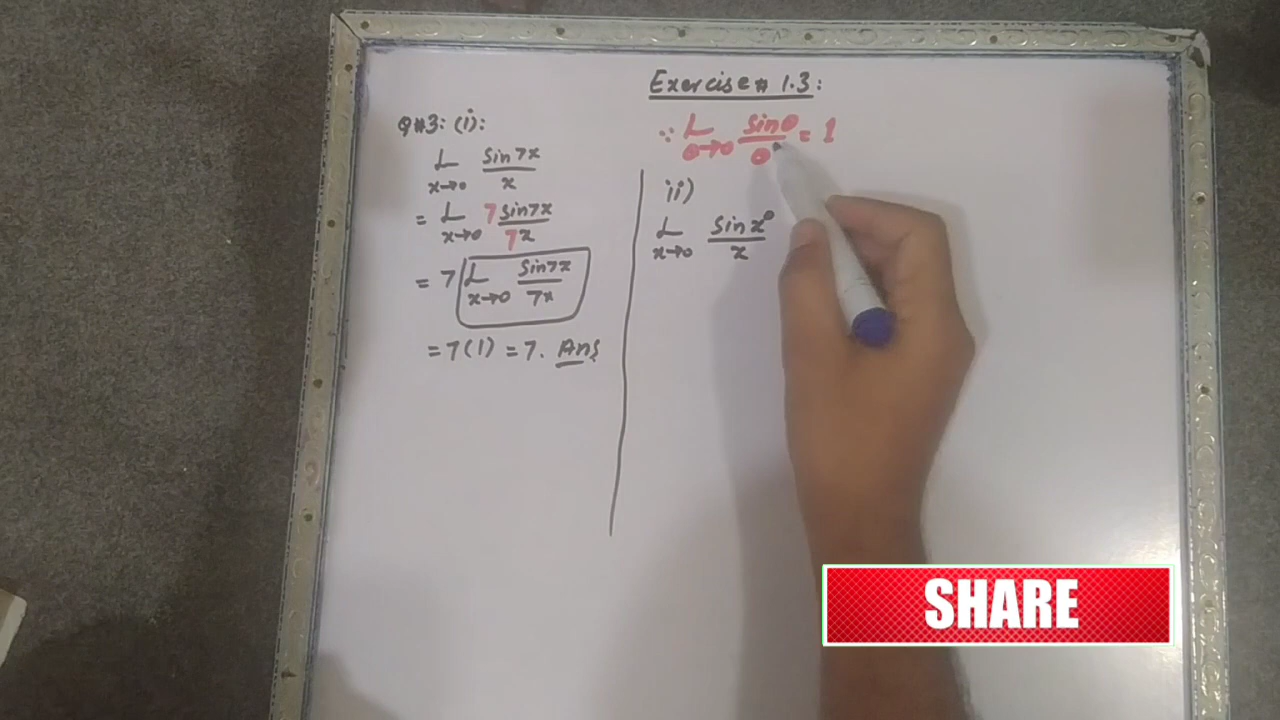 Exercise# 1.3:
Q#3: (i):
L sin7x
x→0 x
= L 7sin7x
x→0 7x
= 7 L sin7x
x→0 7x
= 7(1) = 7. Ans
∵ L sinθ = 1
θ→0 θ
ii)
L sinx°
x→0 x
SHARE